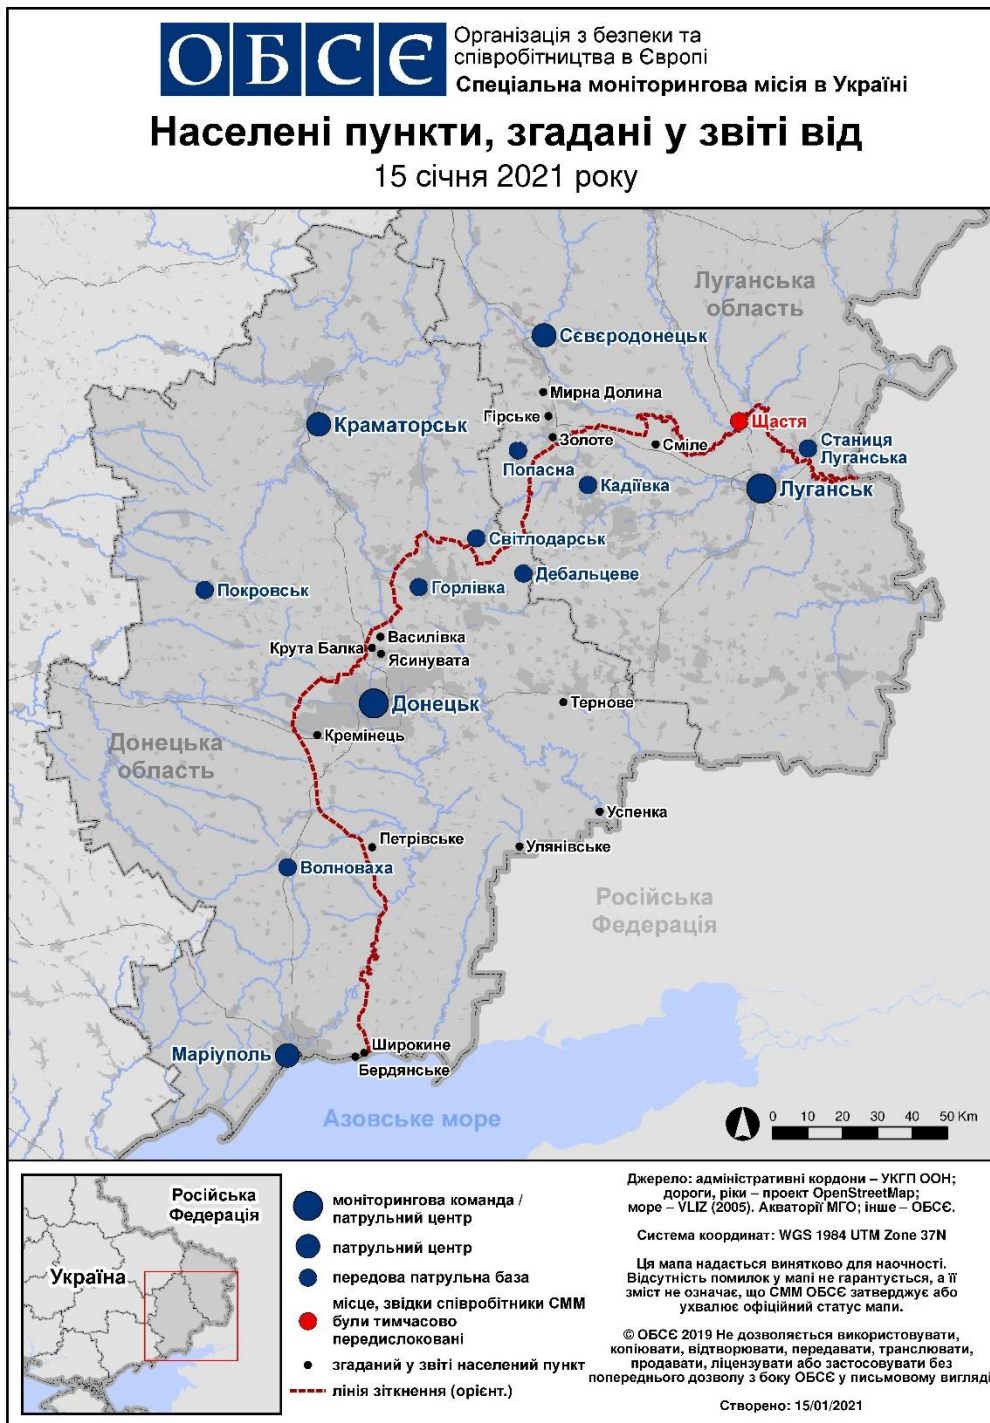 ОБСЄ
Організація з безпеки та
співробітництва в Європі
Спеціальна моніторингова місія в Україні
Населені пункти, згадані у звіті від
15 січня 2021 року
Луганська
область
Сєвєродонецьк
Мирна Долина
Гірське
Краматорськ
Золоте
Щастя
Сміле
Станиця
Луганська
Попасна
Кадіївка
Луганськ
Світлодарськ
Дебальцеве
Покровськ
Горлівка
Василівка
Крута Балка
Ясинувата
Донецьк
Тернове
Кремінець
Донецька
область
Успенка
Петрівське
Улянівське
Волноваха
Російська
Федерація
Широкине
Маріуполь
Бердянське
Азовське море
0 10 20 30 40 50 Km
Російська
Федерація
Україна
моніторингова команда /
патрульний центр
патрульний центр
передова патрульна база
місце, звідки співробітники СММ
були тимчасово
передислоковані
згаданий у звіті населений пункт
лінія зіткнення (орієнт.)
Джерело: адміністративні кордони – УКГП ООН;
дороги, ріки – проект OpenStreetMap;
море – VLIZ (2005). Акваторії МГО; інше – ОБСЄ.
Система координат: WGS 1984 UTM Zone 37N
Ця мапа надається винятково для наочності.
Відсутність помилок у мапі не гарантується, а її
зміст не означає, що СММ ОБСЄ затверджує або
ухвалює офіційний статус мапи.
© ОБСЄ 2019 Не дозволяється використовувати,
копіювати, відтворювати, передавати, транслювати,
продавати, ліцензувати або застосовувати без
попереднього дозволу з боку ОБСЄ у письмовому вигляді
Створено: 15/01/2021